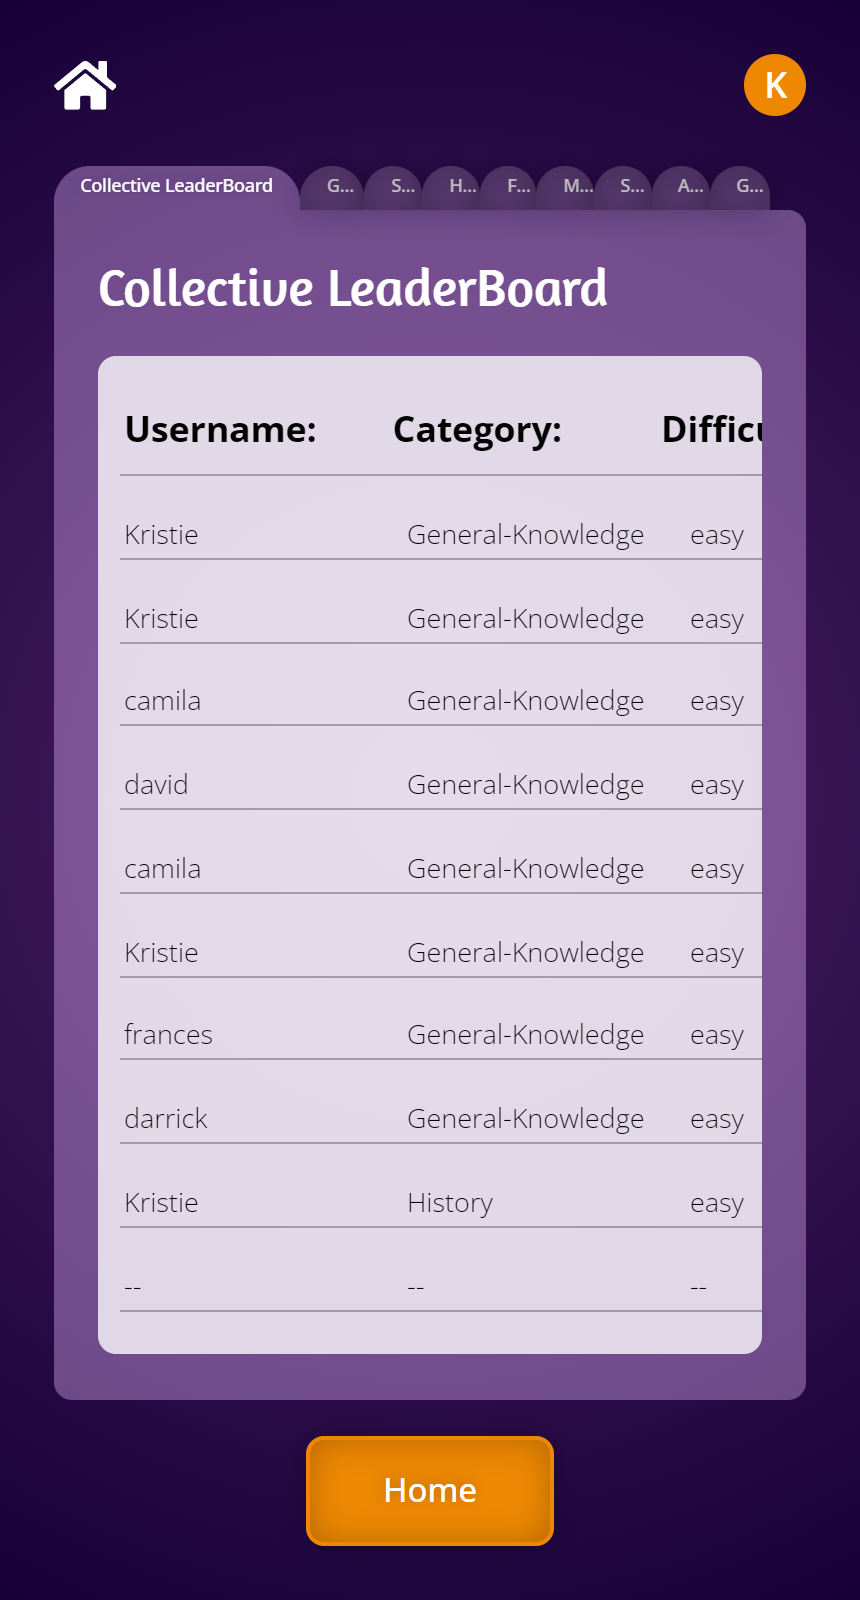 K
Collective LeaderBoard G... S... H... F... M... S... A... G...
Collective LeaderBoard
Username: Category: Difficu
Kristie General-Knowledge easy
Kristie General-Knowledge easy
camila General-Knowledge easy
david General-Knowledge easy
camila General-Knowledge easy
Kristie General-Knowledge easy
frances General-Knowledge easy
darrick General-Knowledge easy
Kristie History easy
-- -- --
Home